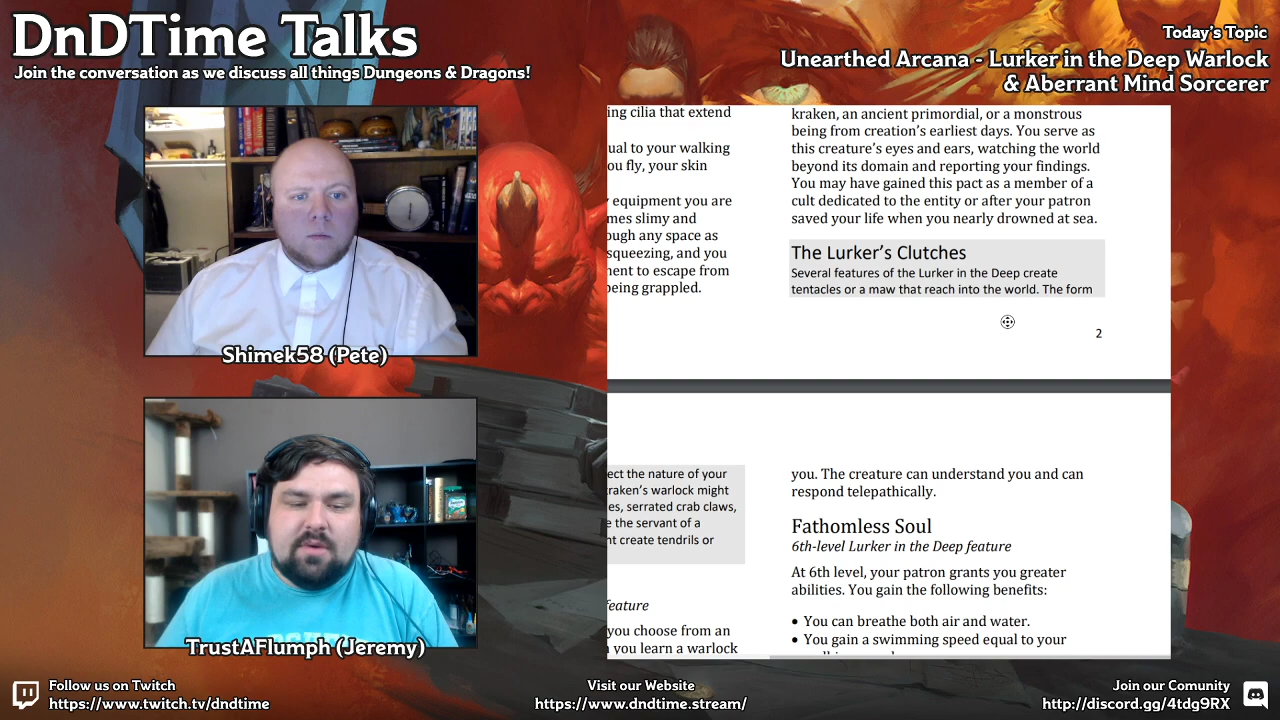 DnDTime Talks
Join the conversation as we discuss all things Dungeons & Dragons!
Today's Topic
Unearthed Arcana - Lurker in the Deep Warlock
& Aberrant Mind Sorcerer
Shimek58 (Pete)
TrustAFlumph (Jeremy)
ing cilia that extend
ual to your walking
ou fly, your skin
equipment you are
mes slimy and
ough any space as
squeezing, and you
ment to escape from
being grappled.
kraken, an ancient primordial, or a monstrous
being from creation's earliest days. You serve as
this creature's eyes and ears, watching the world
beyond its domain and reporting your findings.
You may have gained this pact as a member of a
cult dedicated to the entity or after your patron
saved your life when you nearly drowned at sea.
The Lurker's Clutches
Several features of the Lurker in the Deep create
tentacles or a maw that reach into the world. The form
2
ect the nature of your
kraken's warlock might
es, serrated crab claws,
e the servant of a
nt create tendrils or
feature
you choose from an
you learn a warlock
you. The creature can understand you and can
respond telepathically.
Fathomless Soul
6th-level Lurker in the Deep feature
At 6th level, your patron grants you greater
abilities. You gain the following benefits:
• You can breathe both air and water.
• You gain a swimming speed equal to your
Follow us on Twitch
https://www.twitch.tv/dndtime
Visit our Website
https://www.dndtime.stream/
Join our Comunity
http://discord.gg/4tdg9RX